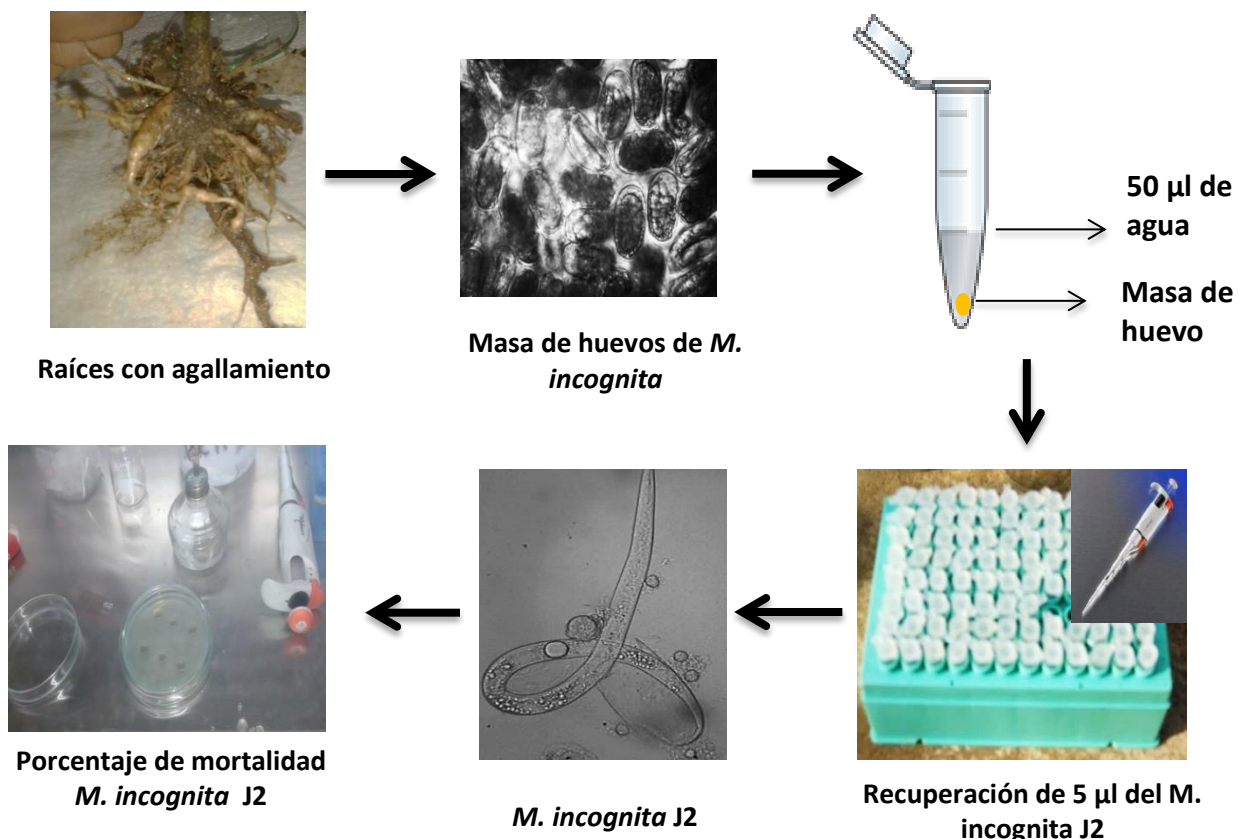 Raíces con agallamiento
Masa de huevos de M.
incognita
50 µl de
agua
Masa de
huevo
Recuperación de 5 µl del M.
incognita J2
M. incognita J2
Porcentaje de mortalidad
M. incognita J2